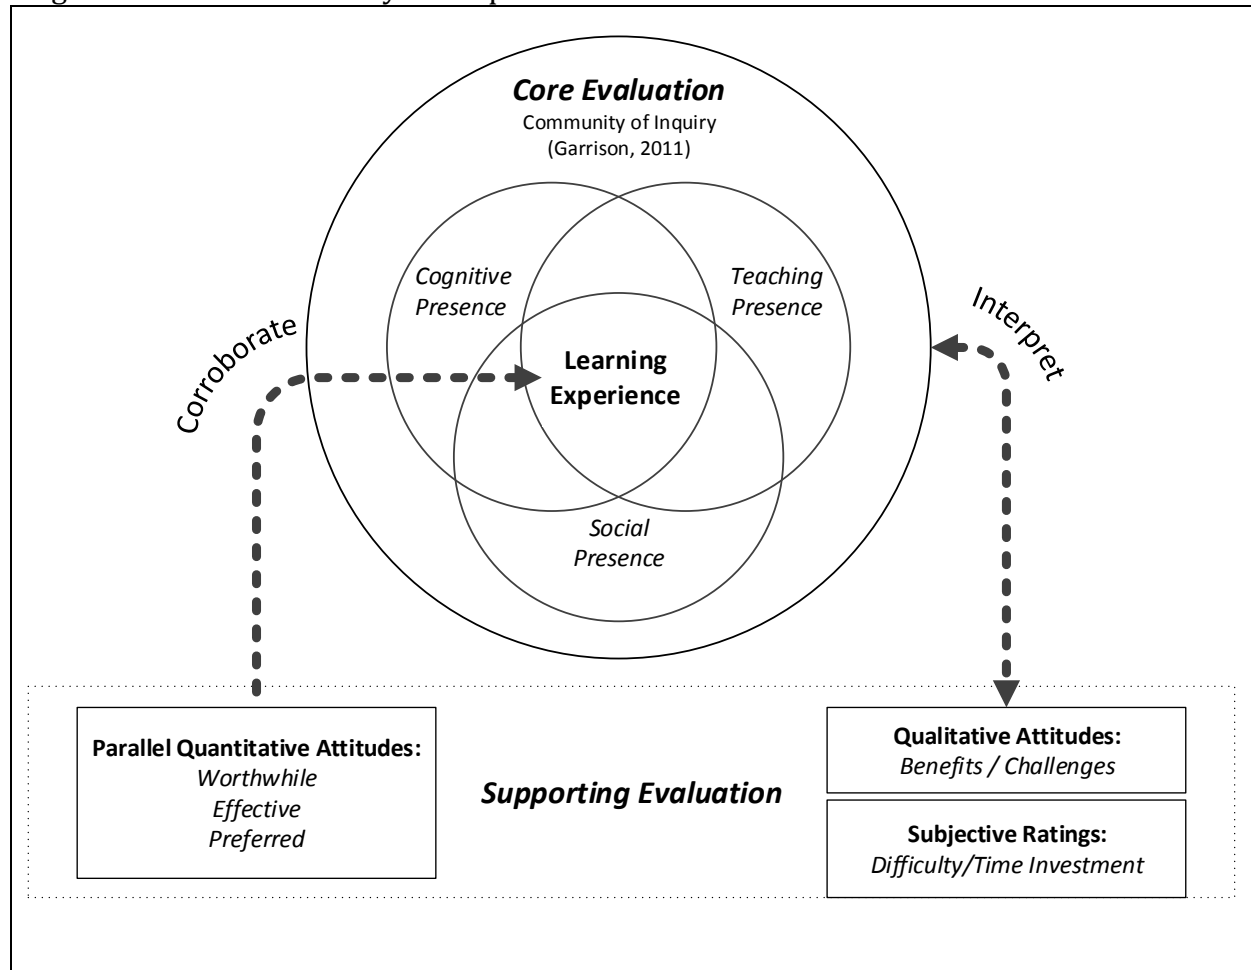 Core Evaluation
Community of Inquiry
(Garrison, 2011)
Cognitive
Presence
Teaching
Presence
Corroborate
Interpret
Learning
Experience
Social
Presence
Parallel Quantitative Attitudes:
Worthwhile
Effective
Preferred
Supporting Evaluation
Qualitative Attitudes:
Benefits / Challenges
Subjective Ratings:
Difficulty/Time Investment